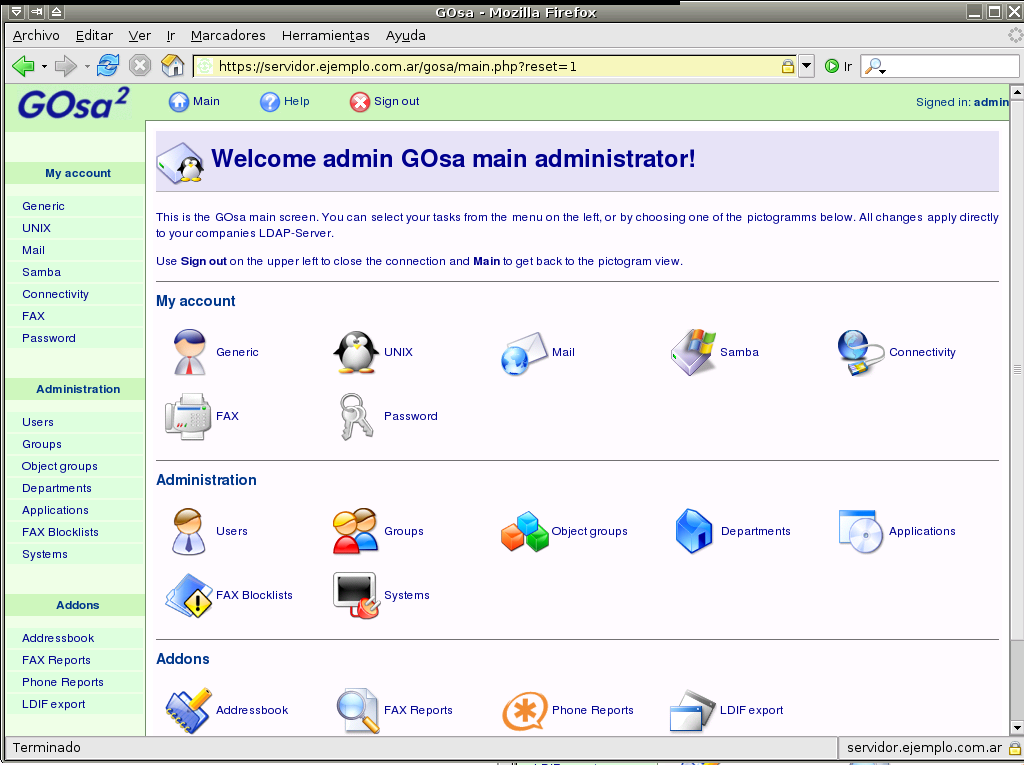 GOsa - Mozilla Firefox
Archivo Editar Ver Ir Marcadores Herramientas Ayuda
https://servidor.ejemplo.com.ar/gosa/main.php?reset=1 Ir
GOsa² Main Help Sign out Signed in: admin
My account
Generic
UNIX
Mail
Samba
Connectivity
FAX
Password
Administration
Users
Groups
Object groups
Departments
Applications
FAX Blocklists
Systems
Addons
Addressbook
FAX Reports
Phone Reports
LDIF export
Welcome admin GOsa main administrator!
This is the GOsa main screen. You can select your tasks from the menu on the left, or by choosing one of the pictogramms below. All changes apply directly
to your companies LDAP-Server.
Use Sign out on the upper left to close the connection and Main to get back to the pictogram view.
My account
Generic UNIX Mail Samba Connectivity
FAX Password
Administration
Users Groups Object groups Departments Applications
FAX Blocklists Systems
Addons
Addressbook FAX Reports Phone Reports LDIF export
Terminado servidor.ejemplo.com.ar